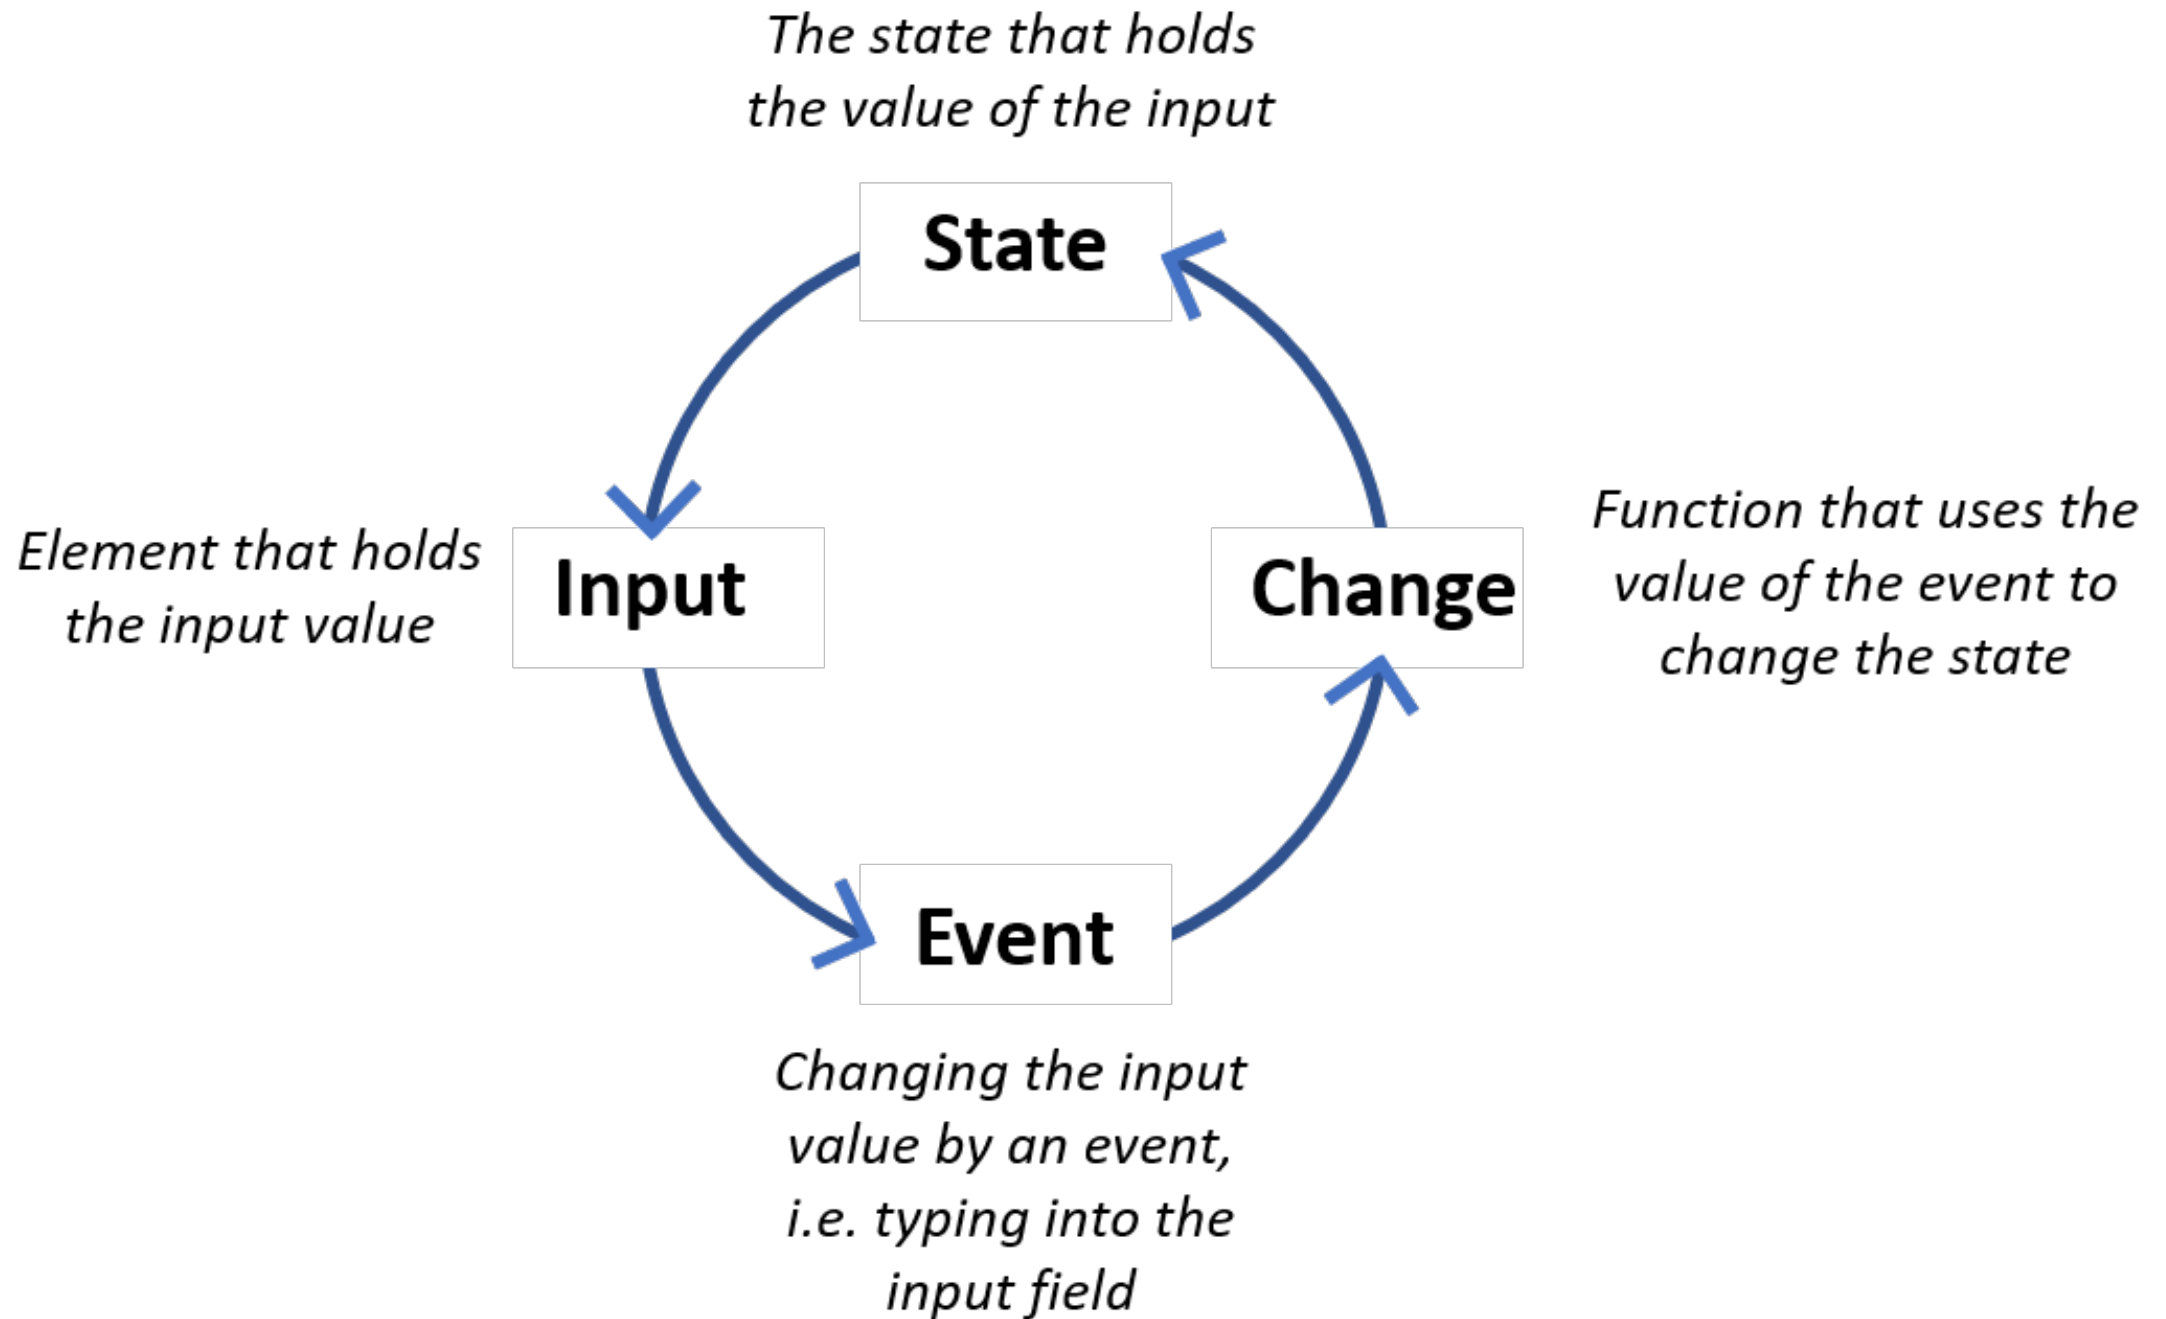 The state that holds
the value of the input
State
Element that holds
the input value
Input
Change
Function that uses the
value of the event to
change the state
Event
Changing the input
value by an event,
i.e. typing into the
input field